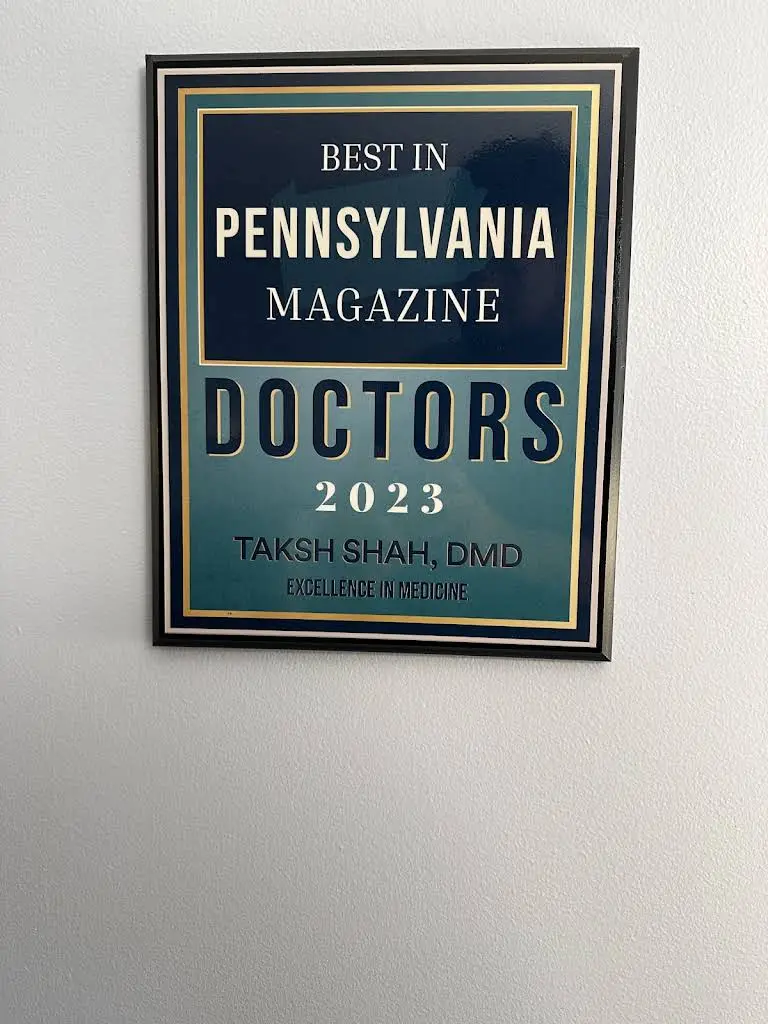 BEST IN
PENNSYLVANIA
MAGAZINE
DOCTORS
2023
TAKSH SHAH, DMD
EXCELLENCE IN MEDICINE